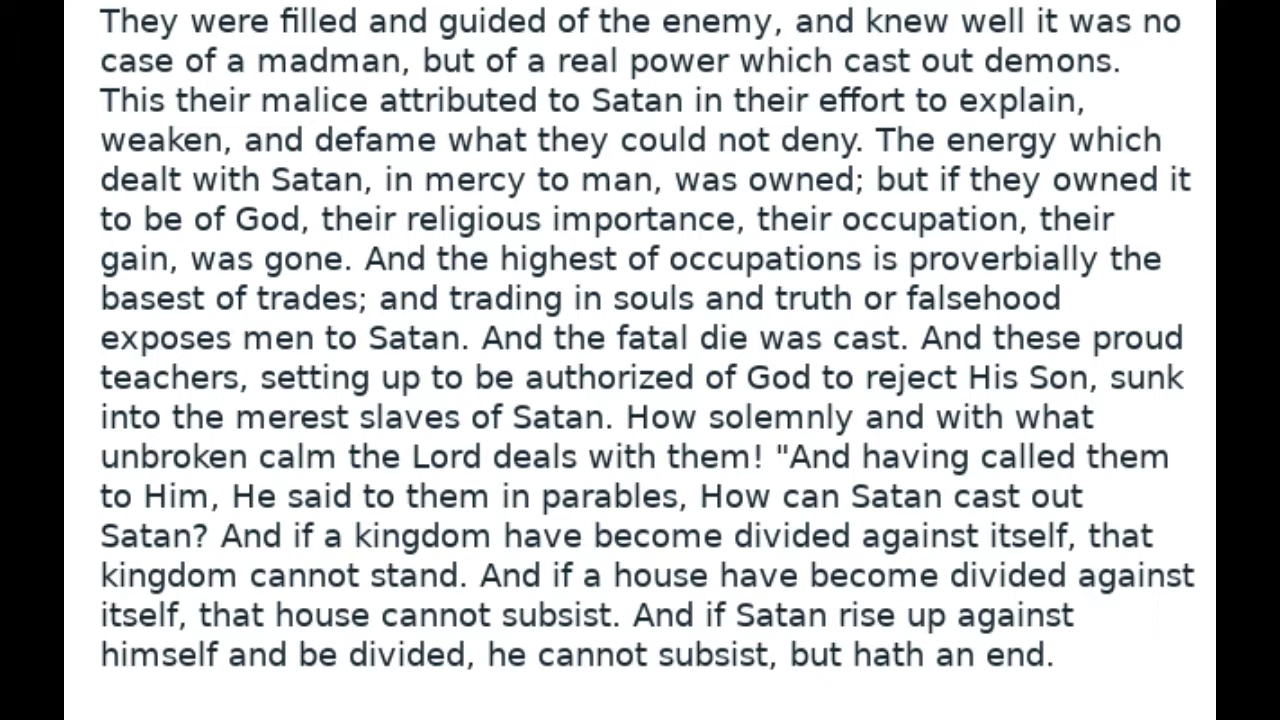 They were filled and guided of the enemy, and knew well it was no
case of a madman, but of a real power which cast out demons.
This their malice attributed to Satan in their effort to explain,
weaken, and defame what they could not deny. The energy which
dealt with Satan, in mercy to man, was owned; but if they owned it
to be of God, their religious importance, their occupation, their
gain, was gone. And the highest of occupations is proverbially the
basest of trades; and trading in souls and truth or falsehood
exposes men to Satan. And the fatal die was cast. And these proud
teachers, setting up to be authorized of God to reject His Son, sunk
into the merest slaves of Satan. How solemnly and with what
unbroken calm the Lord deals with them! "And having called them
to Him, He said to them in parables, How can Satan cast out
Satan? And if a kingdom have become divided against itself, that
kingdom cannot stand. And if a house have become divided against
itself, that house cannot subsist. And if Satan rise up against
himself and be divided, he cannot subsist, but hath an end.